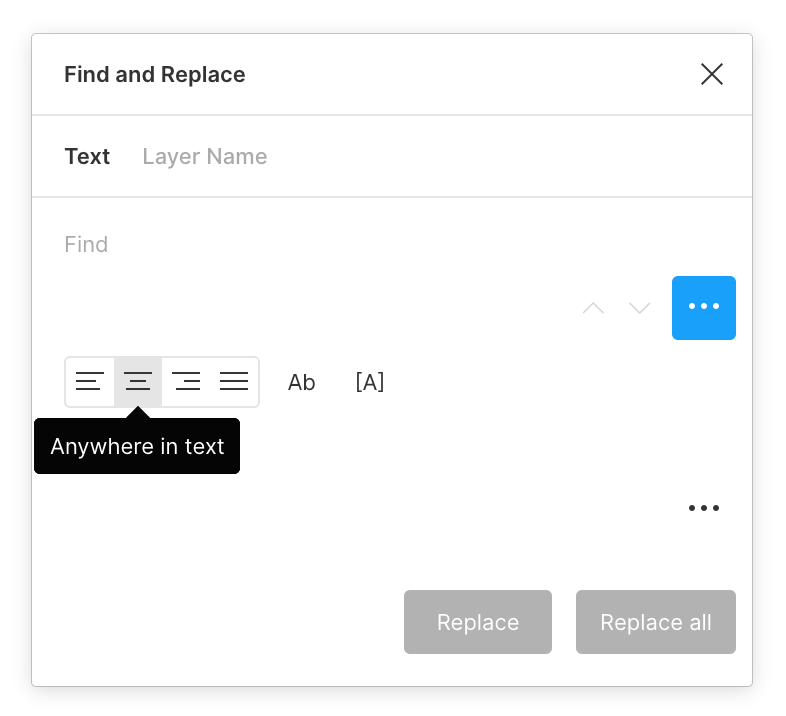 Find and Replace
Text Layer Name
Find
Ab [A]
Anywhere in text
Replace Replace all